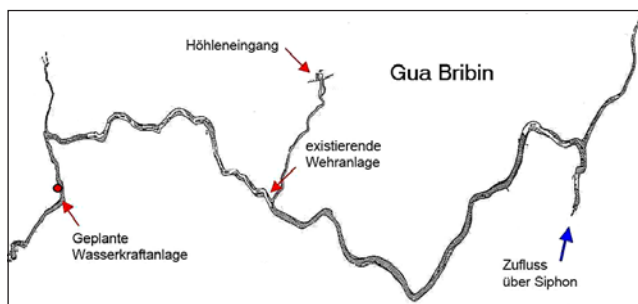 Höhleneingang
Gua Bribin
existierende
Wehranlage
Geplante
Wasserkraftanlage
Zufluss
über Siphon